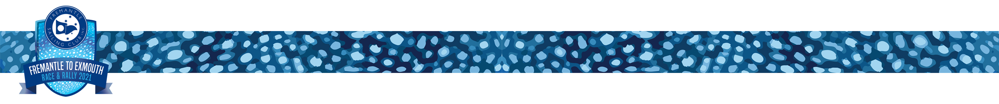 FREMANTLE
SAILING CLUB INC.
FREMANTLE TO EXMOUTH
RACE & RALLY 2021